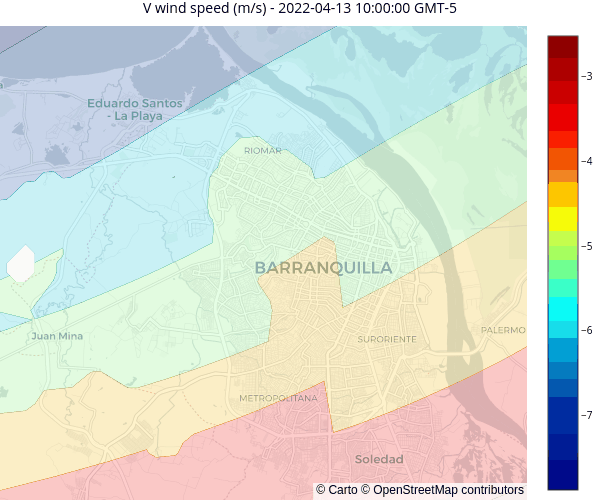 V wind speed (m/s) - 2022-04-13 10:00:00 GMT-5
Eduardo Santos
- La Playa
RIOMAR
BARRANQUILLA
Juan Mina
SURORIENTE
PALERMO
METROPOLITANA
Soledad
© Carto © OpenStreetMap contributors
−3
−4
−5
−6
−7